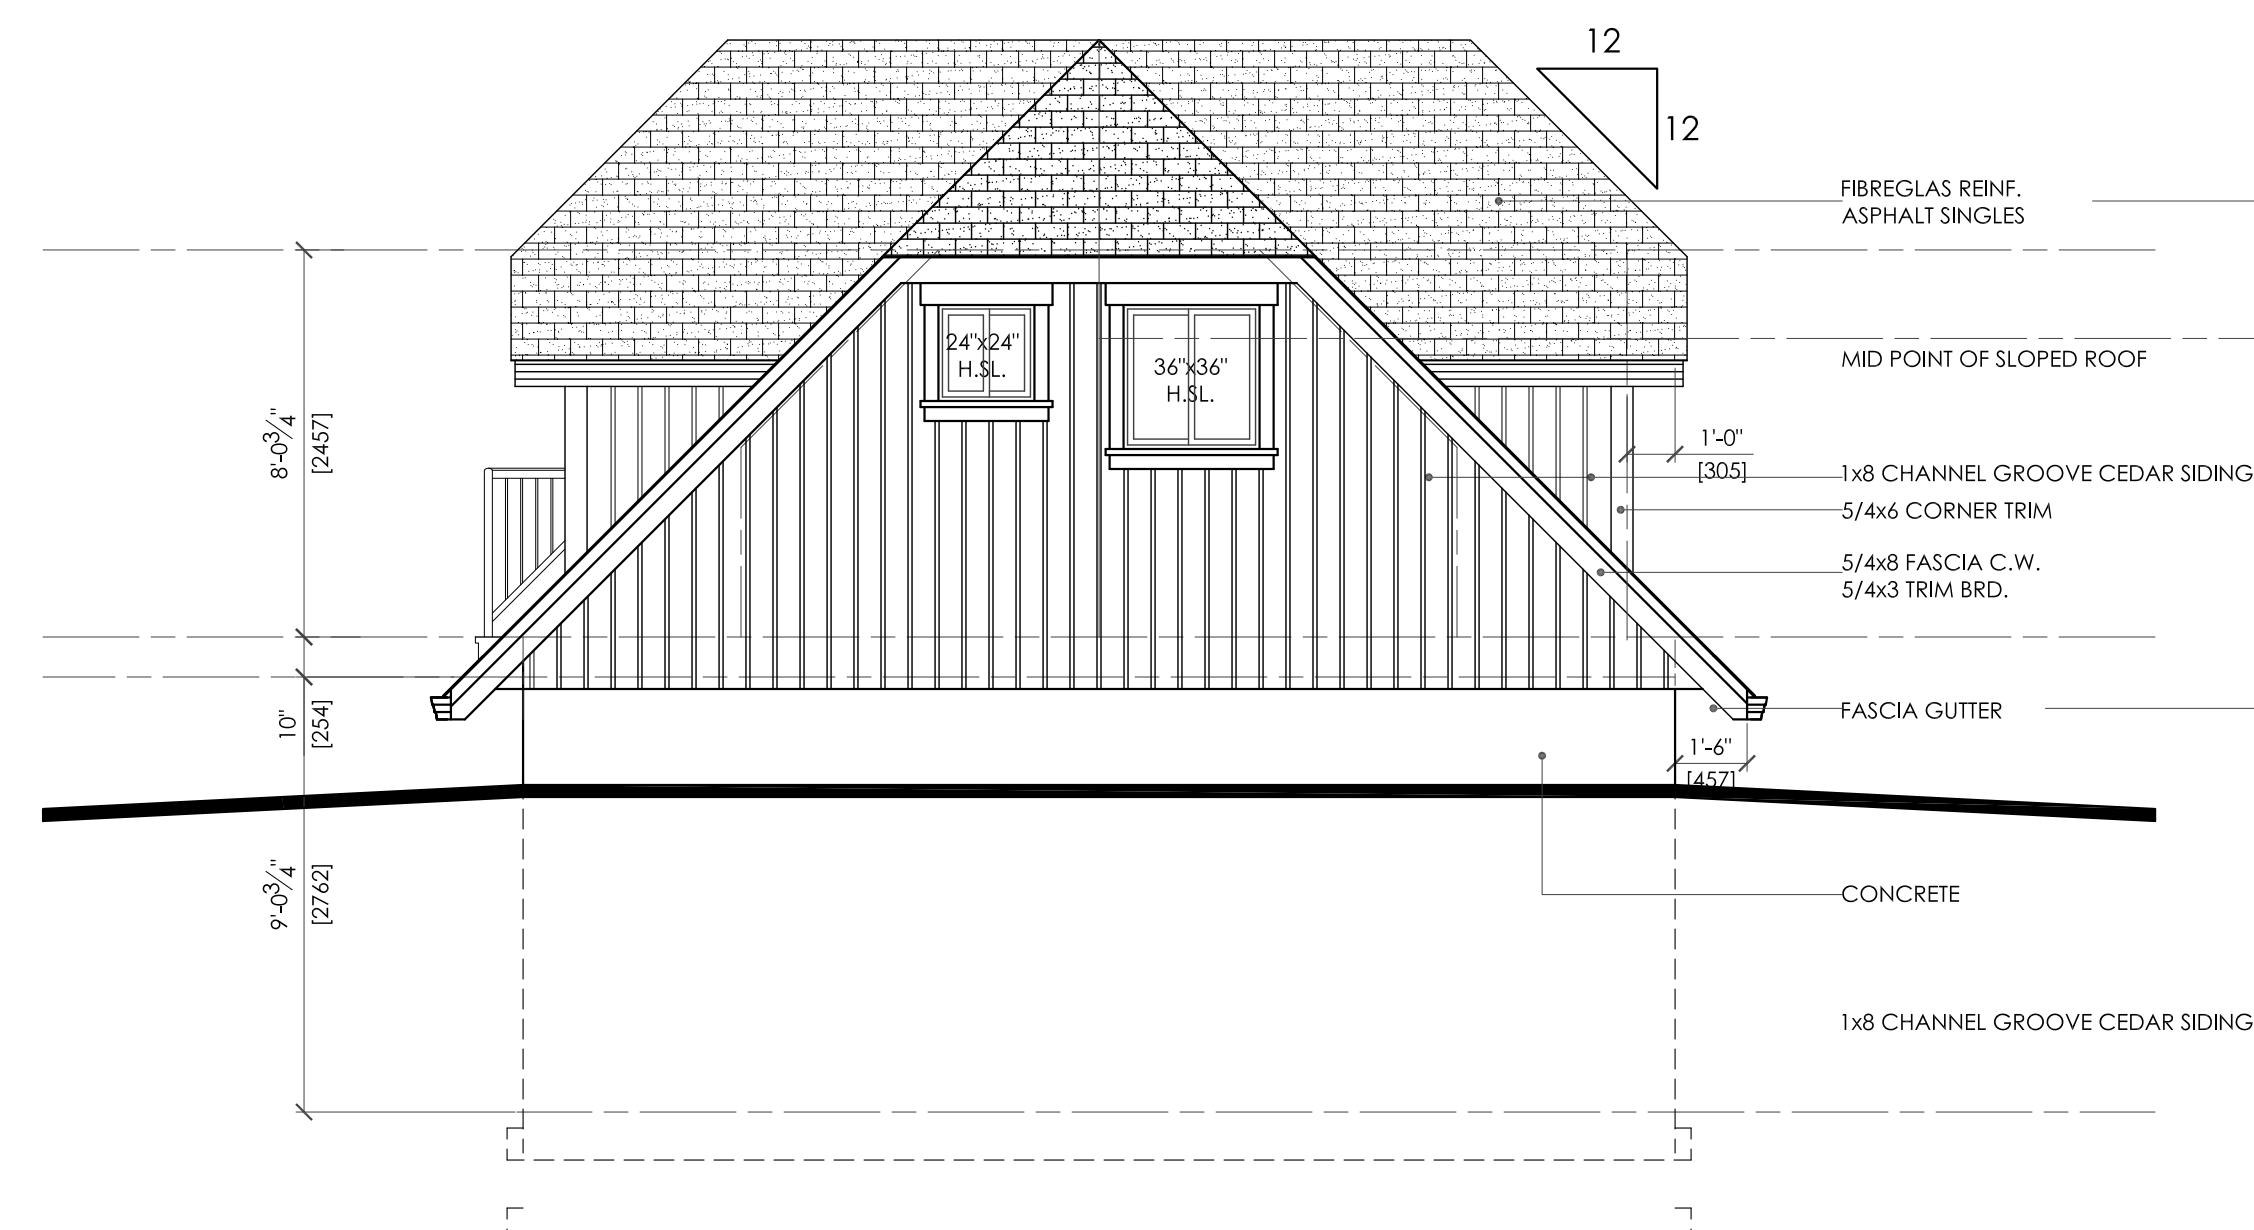 12
12
FIBREGLAS REINF.
ASPHALT SINGLES
24"x24"
H.SL.
36"x36"
H.SL.
MID POINT OF SLOPED ROOF
8'-0 3/4"
[2457]
1'-0"
[305]
1x8 CHANNEL GROOVE CEDAR SIDING
5/4x6 CORNER TRIM
5/4x8 FASCIA C.W.
5/4x3 TRIM BRD.
10"
[254]
FASCIA GUTTER
1'-6"
[457]
9'-0 3/4"
[2762]
CONCRETE
1x8 CHANNEL GROOVE CEDAR SIDING